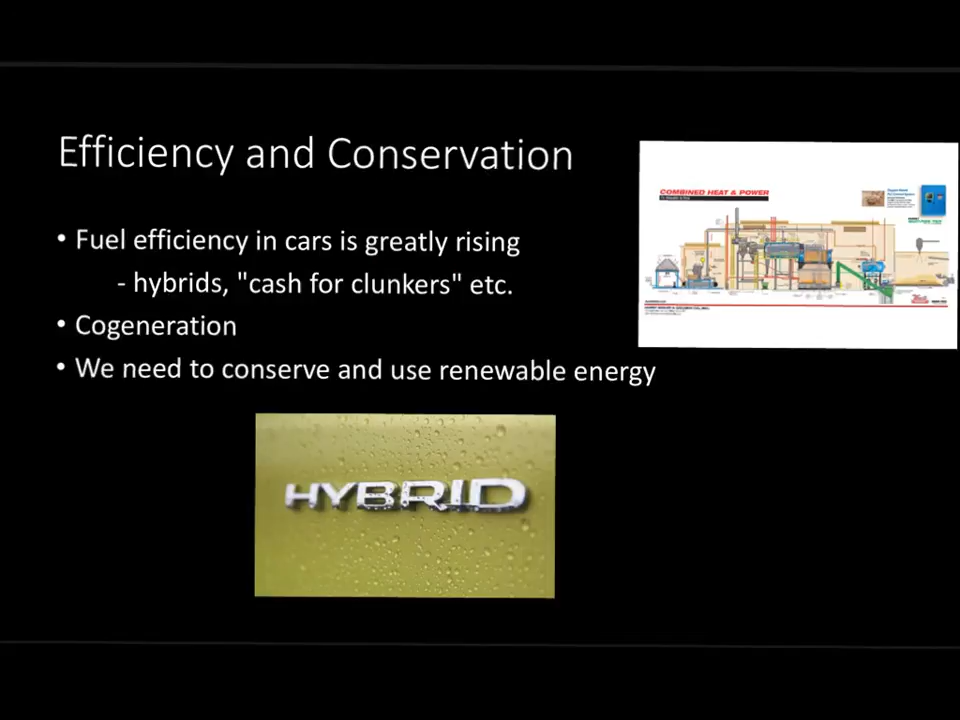 Efficiency and Conservation
• Fuel efficiency in cars is greatly rising
- hybrids, "cash for clunkers" etc.
• Cogeneration
• We need to conserve and use renewable energy
COMBINED HEAT & POWER
HYBRID